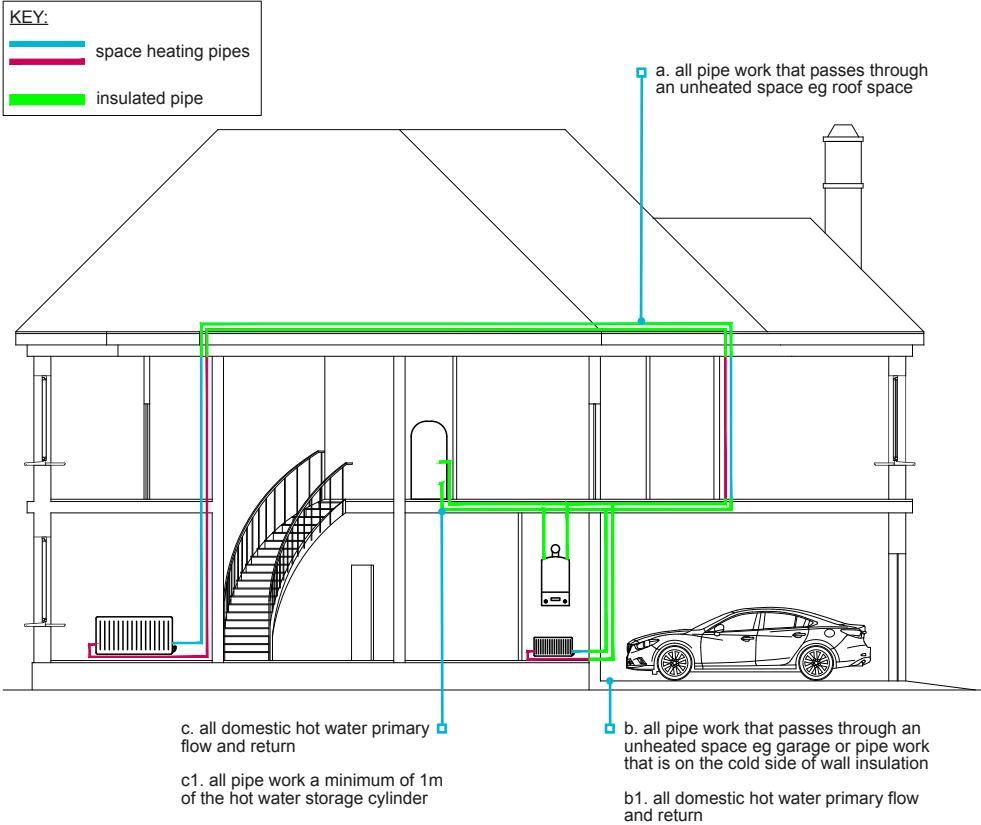 KEY:
space heating pipes
insulated pipe
a. all pipe work that passes through
an unheated space eg roof space
c. all domestic hot water primary
flow and return
c1. all pipe work a minimum of 1m
of the hot water storage cylinder
b. all pipe work that passes through an
unheated space eg garage or pipe work
that is on the cold side of wall insulation
b1. all domestic hot water primary flow
and return